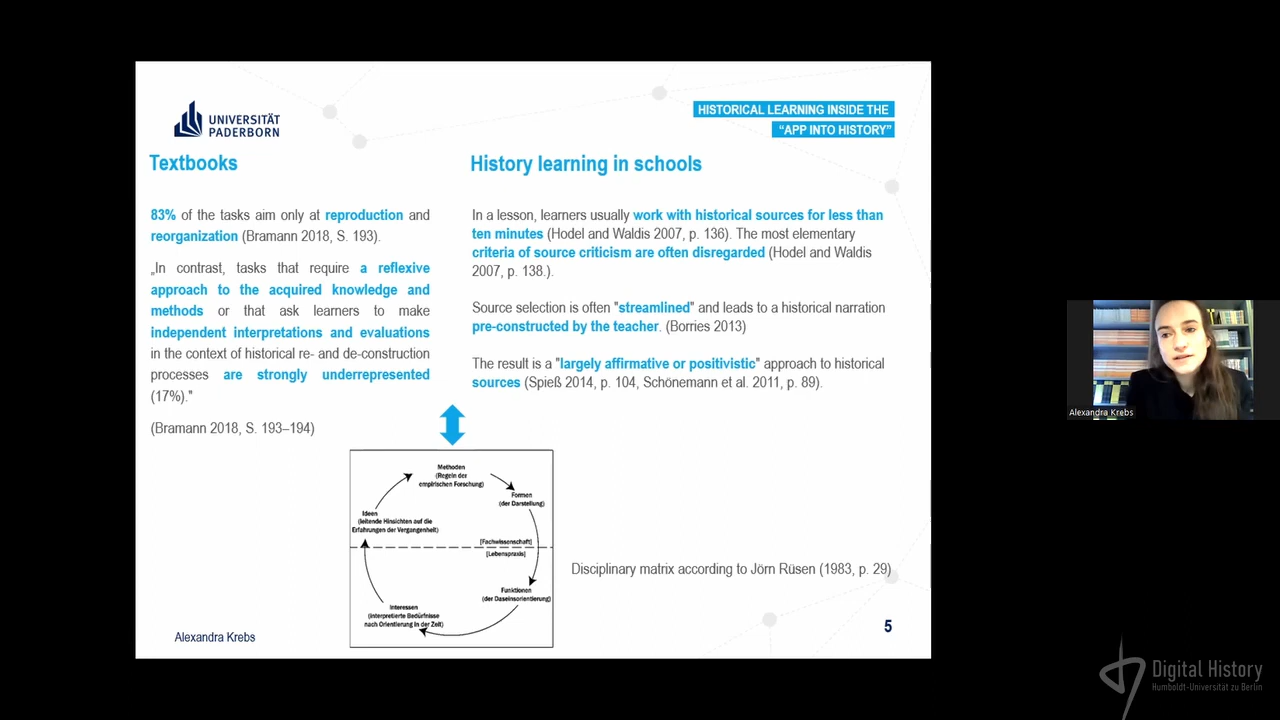 UNIVERSITÄT
PADERBORN
HISTORICAL LEARNING INSIDE THE
“APP INTO HISTORY”
Textbooks
83% of the tasks aim only at reproduction and
reorganization (Bramann 2018, S. 193).
„In contrast, tasks that require a reflexive
approach to the acquired knowledge and
methods or that ask learners to make
independent interpretations and evaluations
in the context of historical re- and de-construction
processes are strongly underrepresented
(17%)."
(Bramann 2018, S. 193–194)
History learning in schools
In a lesson, learners usually work with historical sources for less than
ten minutes (Hodel and Waldis 2007, p. 136). The most elementary
criteria of source criticism are often disregarded (Hodel and Waldis
2007, p. 138.).
Source selection is often "streamlined" and leads to a historical narration
pre-constructed by the teacher. (Borries 2013)
The result is a "largely affirmative or positivistic" approach to historical
sources (Spieß 2014, p. 104, Schönemann et al. 2011, p. 89).
Methoden
(Regeln der
empirischen Forschung)
Formen
(der Darstellung)
Ideen
(leitende Hinsichten auf die
Erfahrungen der Vergangenheit)
[Fachwissenschaft]
[Lebenspraxis]
Funktionen
(der Daseinsorientierung)
Interessen
(interpretierte Bedürfnisse
nach Orientierung in der Zeit)
Disciplinary matrix according to Jörn Rüsen (1983, p. 29)
Alexandra Krebs
5
Alexandra Krebs
Digital History
Humboldt-Universität zu Berlin